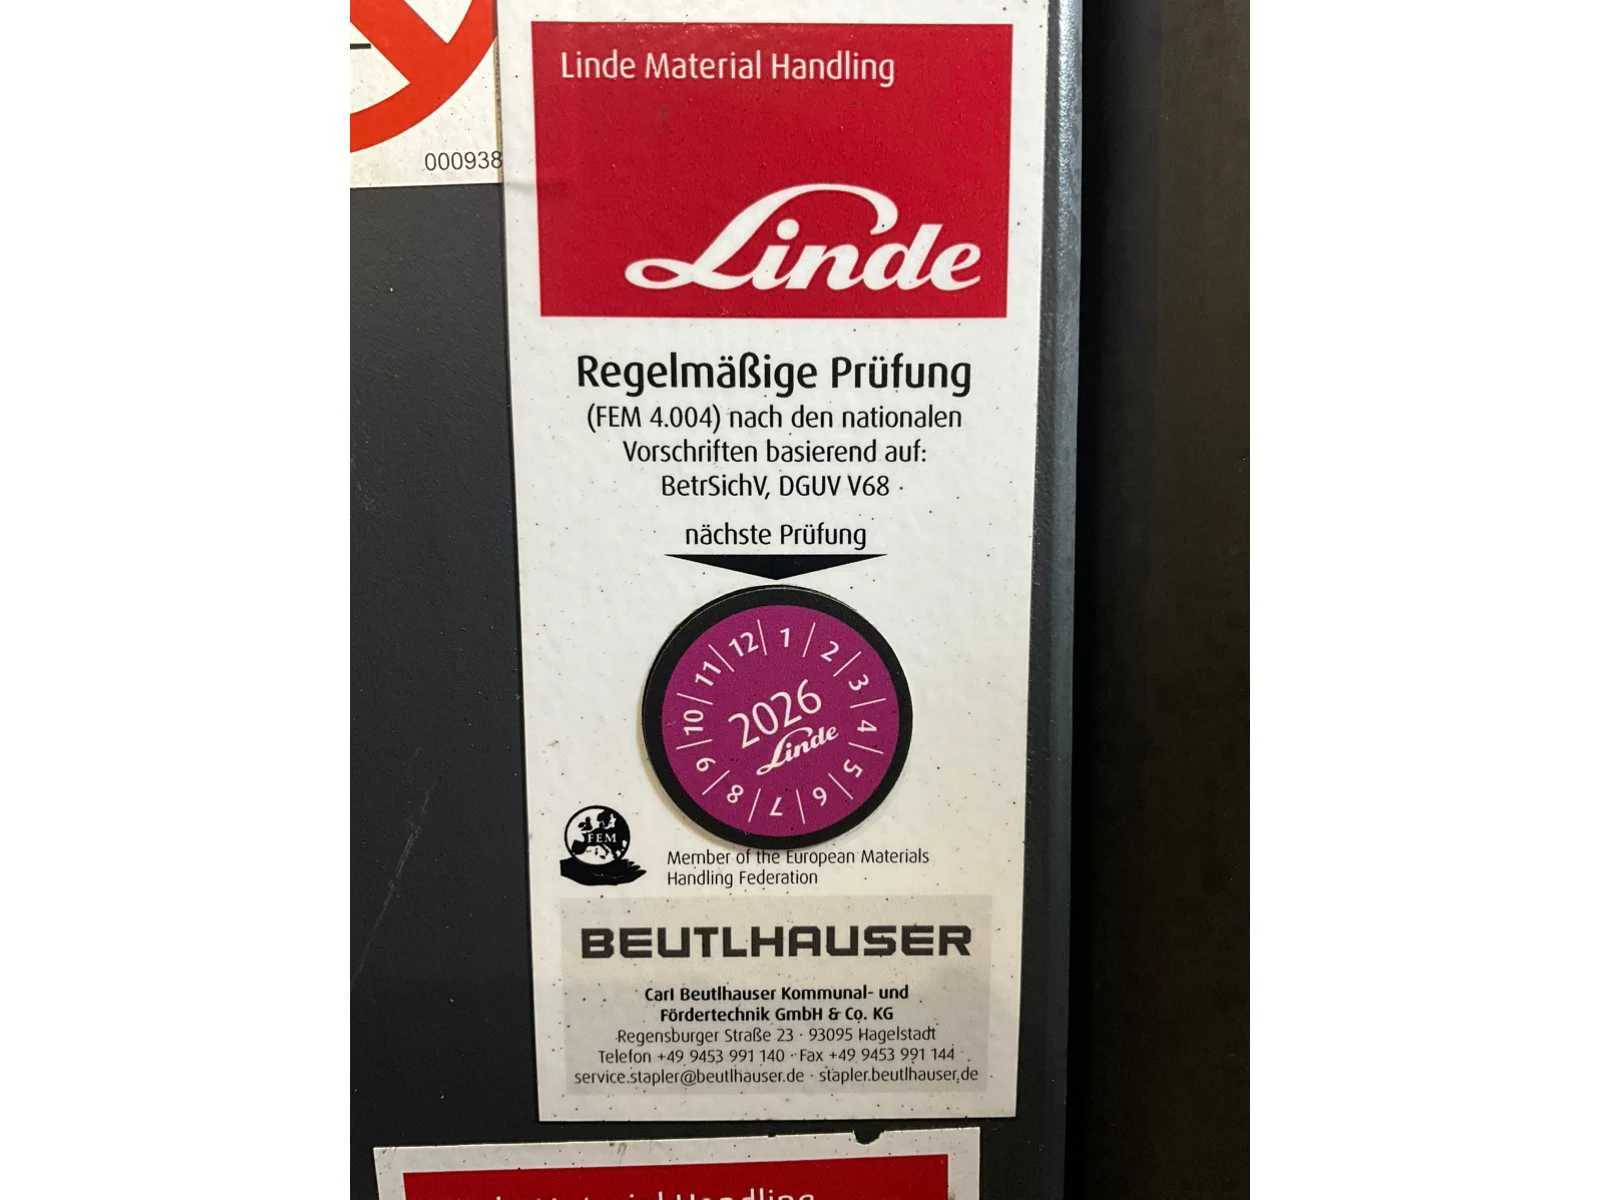 000938
Linde Material Handling
Linde
Regelmäßige Prüfung
(FEM 4.004) nach den nationalen
Vorschriften basierend auf:
BetrSichV, DGUV V68
nächste Prüfung
1 2 3 4 5 6 7 8 9 10 11 12
2026
Linde
FEM
Member of the European Materials
Handling Federation
BEUTLHAUSER
Carl Beutlhauser Kommunal- und
Fördertechnik GmbH & Co. KG
Regensburger Straße 23 · 93095 Hagelstadt
Telefon +49 9453 991 140 · Fax +49 9453 991 144
service.stapler@beutlhauser.de · stapler.beutlhauser.de
Material Handling